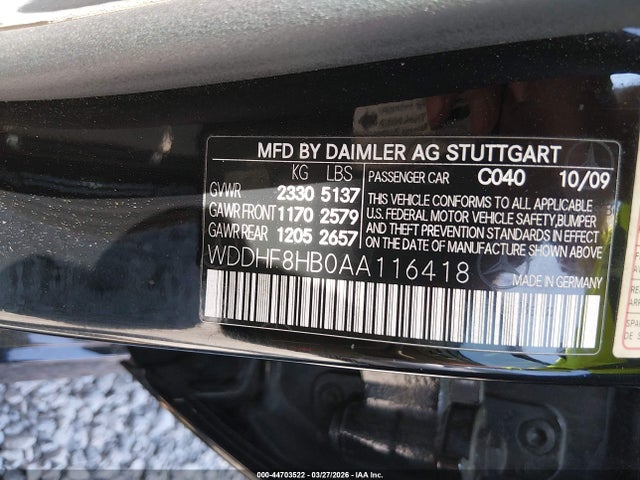 MFD BY DAIMLER AG STUTTGART
KG LBS
GVWR 2330 5137
GAWR FRONT 1170 2579
GAWR REAR 1205 2657
PASSENGER CAR C040 10/09
THIS VEHICLE CONFORMS TO ALL APPLICABLE
U.S. FEDERAL MOTOR VEHICLE SAFETY, BUMPER
AND THEFT PREVENTION STANDARDS IN EFFECT
ON THE DATE OF MANUFACTURE SHOWN ABOVE
WDDHF8HB0AA116418
MADE IN GERMANY
000-44703522 - 03/27/2026 - IAA Inc.